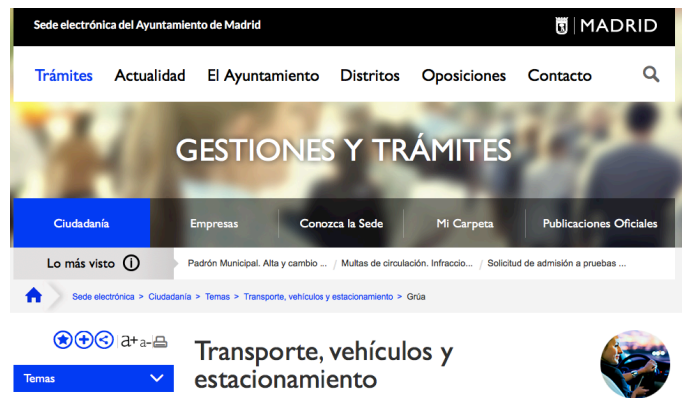 Sede electrónica del Ayuntamiento de Madrid
MADRID
Trámites Actualidad El Ayuntamiento Distritos Oposiciones Contacto
GESTIONES Y TRÁMITES
Ciudadanía Empresas Conozca la Sede Mi Carpeta Publicaciones Oficiales
Lo más visto Padrón Municipal. Alta y cambio ... / Multas de circulación. Infraccio... / Solicitud de admisión a pruebas ...
Sede electrónica > Ciudadanía > Temas > Transporte, vehículos y estacionamiento > Grúa
a+ a-
Transporte, vehículos y
estacionamiento
Temas